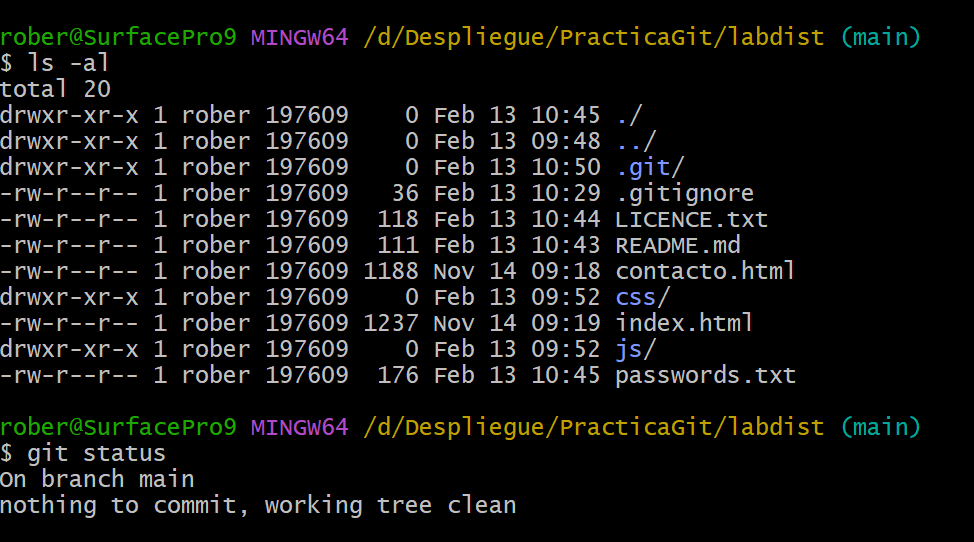 rober@SurfacePro9 MINGW64 /d/Despliegue/PracticaGit/labdist (main)
$ ls -al
total 20
drwxr-xr-x 1 rober 197609    0 Feb 13 10:45 ./
drwxr-xr-x 1 rober 197609    0 Feb 13 09:48 ../
drwxr-xr-x 1 rober 197609    0 Feb 13 10:50 .git/
-rw-r--r-- 1 rober 197609   36 Feb 13 10:29 .gitignore
-rw-r--r-- 1 rober 197609  118 Feb 13 10:44 LICENCE.txt
-rw-r--r-- 1 rober 197609  111 Feb 13 10:43 README.md
-rw-r--r-- 1 rober 197609 1188 Nov 14 09:18 contacto.html
drwxr-xr-x 1 rober 197609    0 Feb 13 09:52 css/
-rw-r--r-- 1 rober 197609 1237 Nov 14 09:19 index.html
drwxr-xr-x 1 rober 197609    0 Feb 13 09:52 js/
-rw-r--r-- 1 rober 197609  176 Feb 13 10:45 passwords.txt
rober@SurfacePro9 MINGW64 /d/Despliegue/PracticaGit/labdist (main)
$ git status
On branch main
nothing to commit, working tree clean